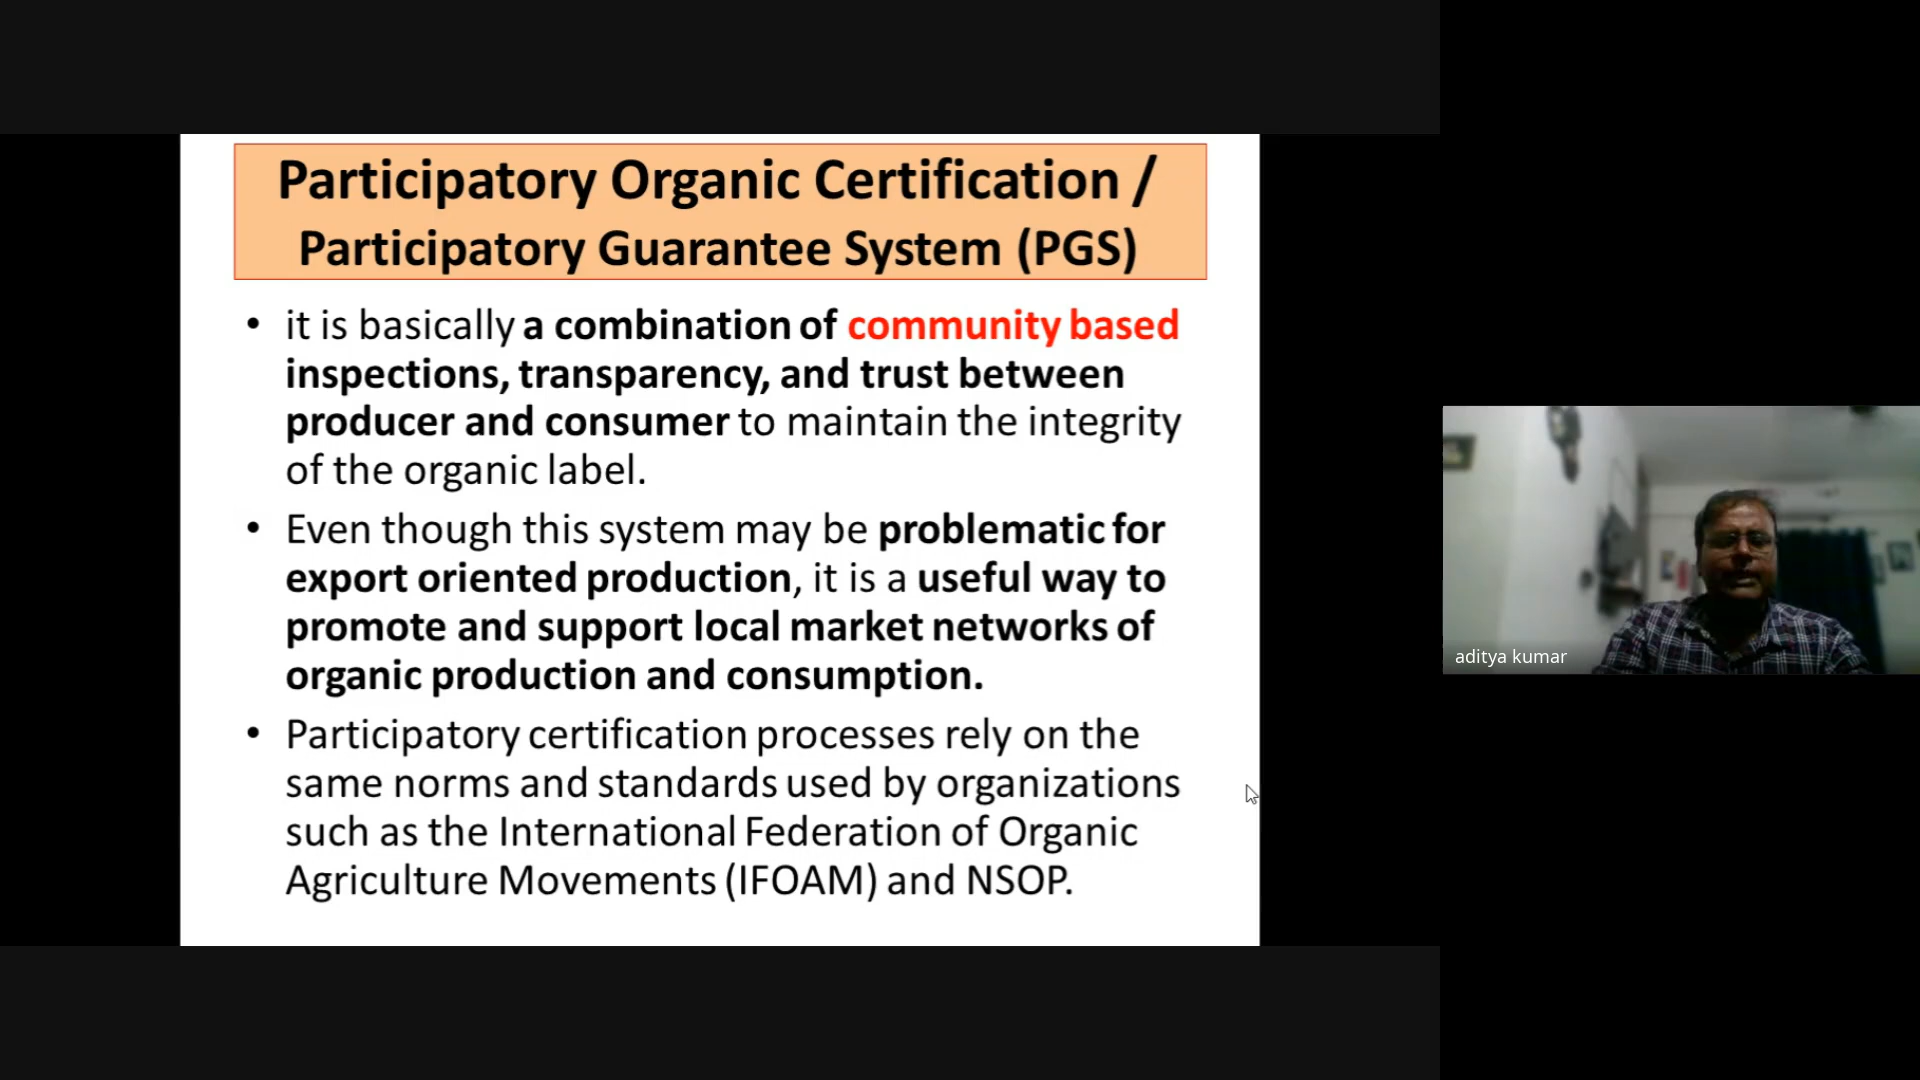 Participatory Organic Certification /
Participatory Guarantee System (PGS)
• it is basically a combination of community based
inspections, transparency, and trust between
producer and consumer to maintain the integrity
of the organic label.
• Even though this system may be problematic for
export oriented production, it is a useful way to
promote and support local market networks of
organic production and consumption.
• Participatory certification processes rely on the
same norms and standards used by organizations
such as the International Federation of Organic
Agriculture Movements (IFOAM) and NSOP.
aditya kumar